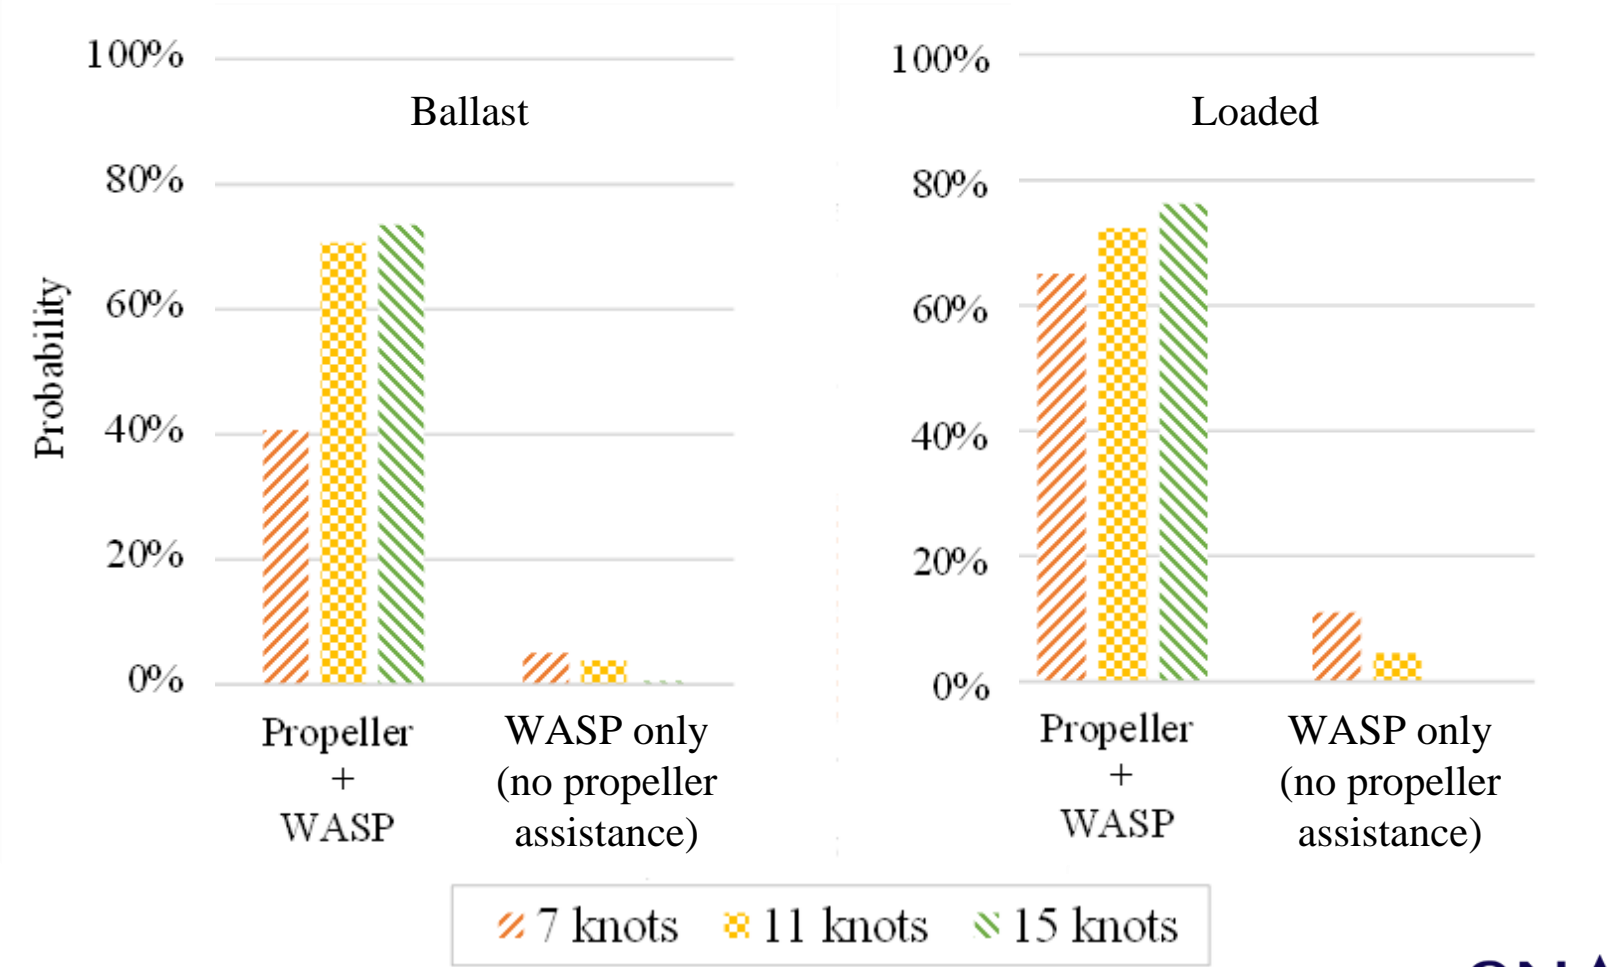 Ballast
100%
80%
60%
40%
20%
0%
Probability
Propeller
+
WASP
WASP only
(no propeller
assistance)
Loaded
100%
80%
60%
40%
20%
0%
Propeller
+
WASP
WASP only
(no propeller
assistance)
7 knots 11 knots 15 knots